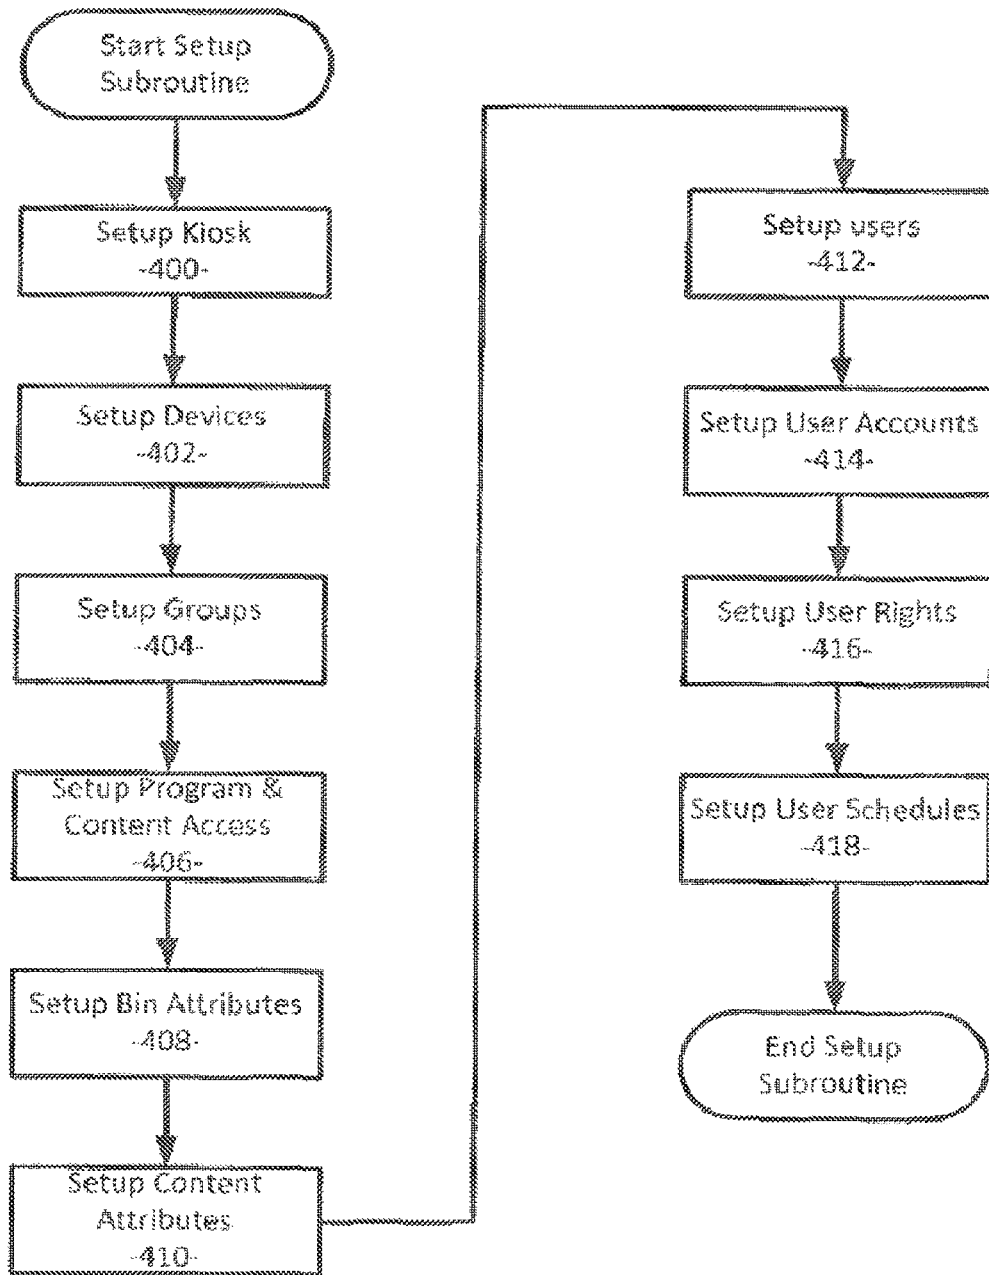 Start Setup
Subroutine
Setup Kiosk
-400-
Setup Devices
-402-
Setup Groups
-404-
Setup Program &
Content Access
-406-
Setup Bin Attributes
-408-
Setup Content
Attributes
-410-
Setup users
-412-
Setup User Accounts
-414-
Setup User Rights
-416-
Setup User Schedules
-418-
End Setup
Subroutine